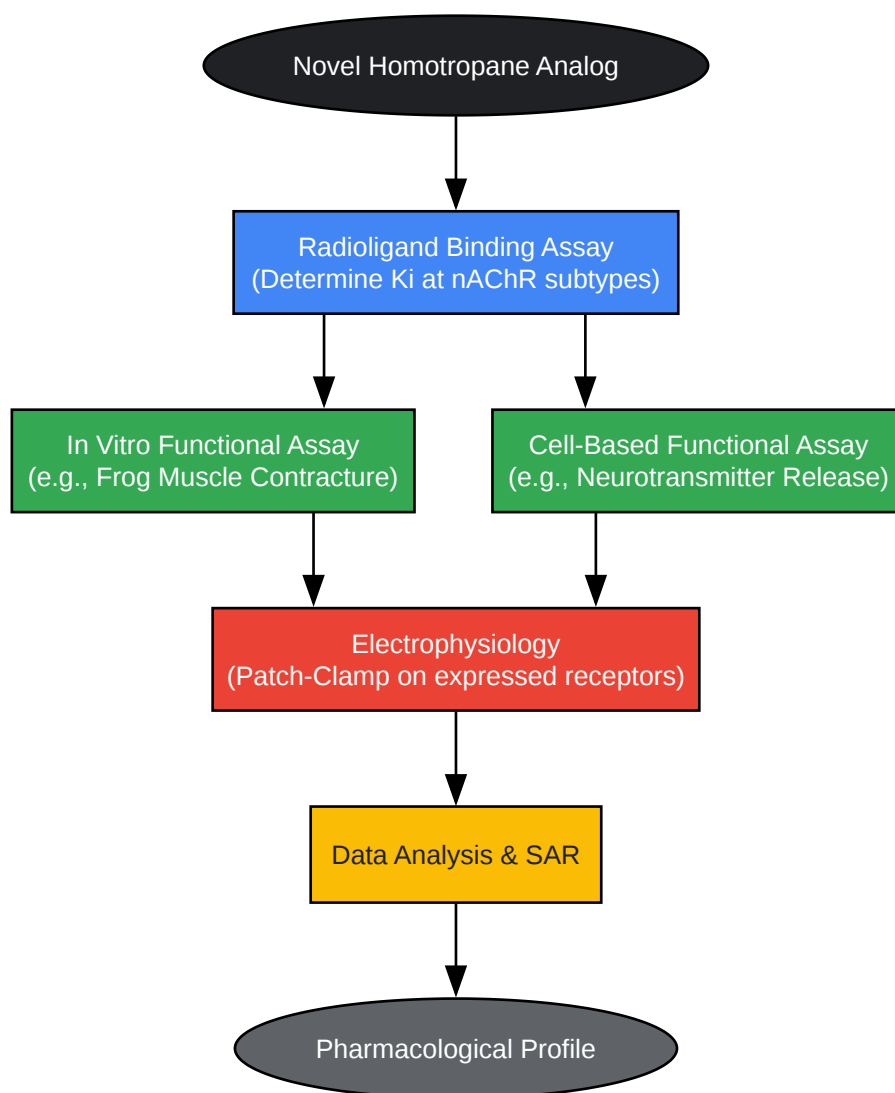 Novel Homotropane Analog
Radioligand Binding Assay
(Determine Ki at nAChR subtypes)
In Vitro Functional Assay
(e.g., Frog Muscle Contracture)
Cell-Based Functional Assay
(e.g., Neurotransmitter Release)
Electrophysiology
(Patch-Clamp on expressed receptors)
Data Analysis & SAR
Pharmacological Profile